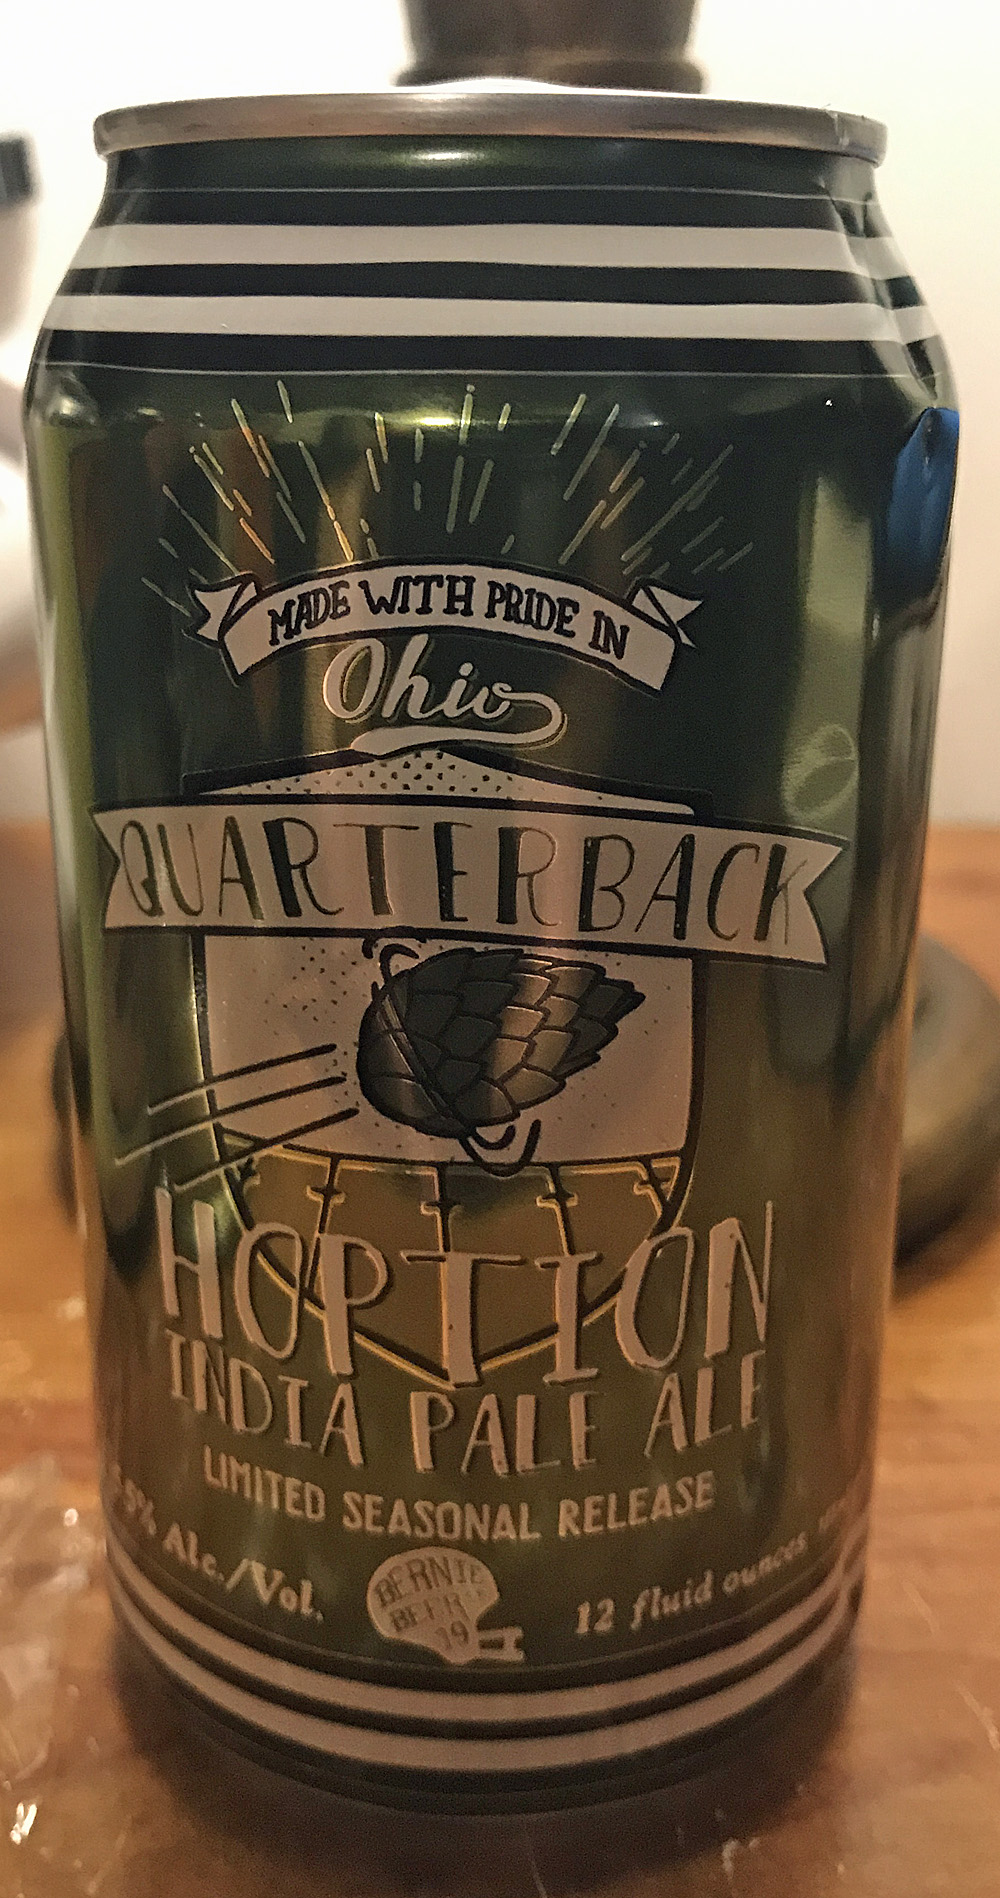 MADE WITH PRIDE IN
Ohio
QUARTERBACK
HOPTION
INDIA PALE ALE
LIMITED SEASONAL RELEASE
Alc./Vol.
BERNIE
BEER
19
12 fluid ounces